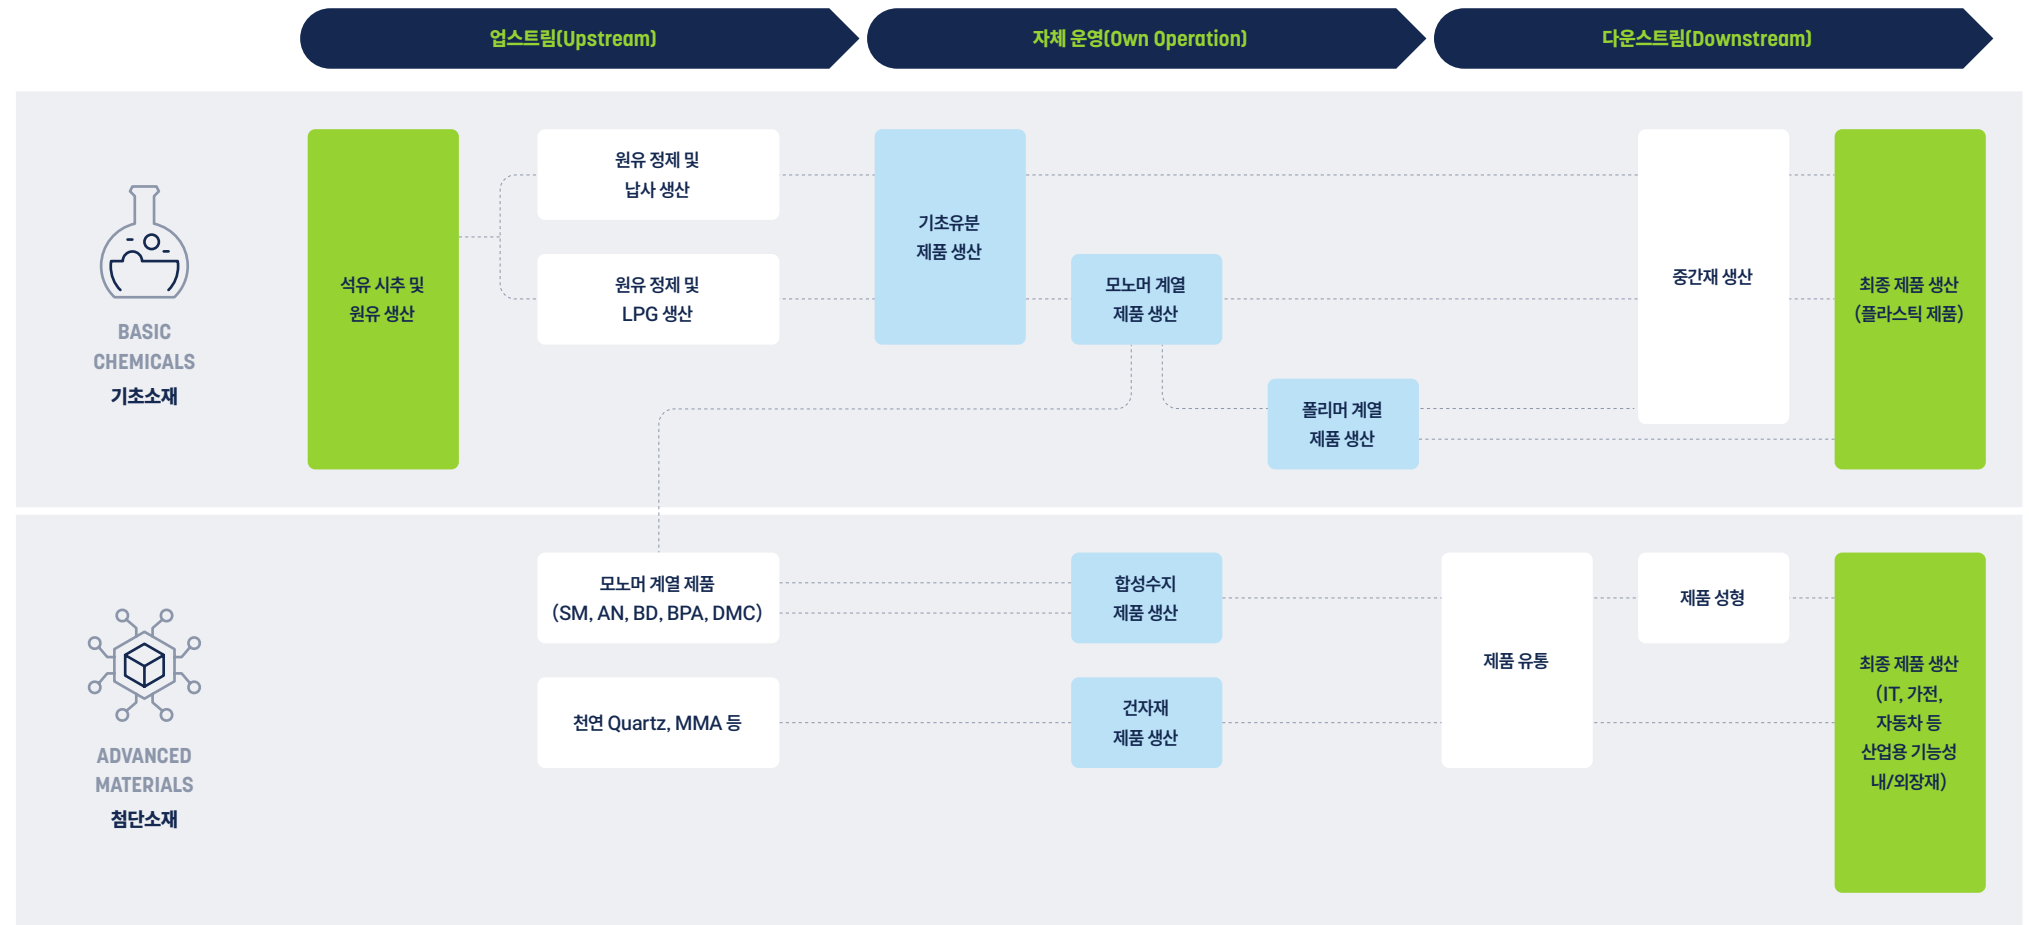 업스트림(Upstream)
자체 운영(Own Operation)
다운스트림(Downstream)
BASIC
CHEMICALS
기초소재
석유 시추 및
원유 생산
원유 정제 및
납사 생산
원유 정제 및
LPG 생산
기초유분
제품 생산
모노머 계열
제품 생산
폴리머 계열
제품 생산
중간재 생산
최종 제품 생산
(플라스틱 제품)
ADVANCED
MATERIALS
첨단소재
모노머 계열 제품
(SM, AN, BD, BPA, DMC)
천연 Quartz, MMA 등
합성수지
제품 생산
건자재
제품 생산
제품 유통
제품 성형
최종 제품 생산
(IT, 가전,
자동차 등
산업용 기능성
내/외장재)